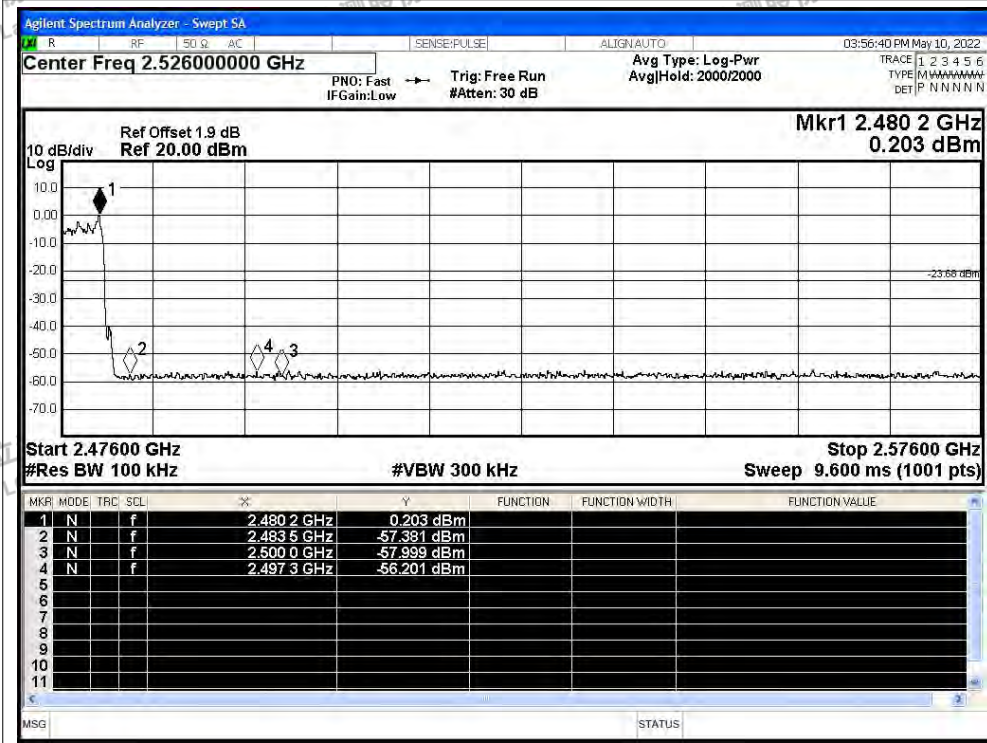 Agilent Spectrum Analyzer - Swept SA
LXI R RF 50 Ω AC SENSE:PULSE ALIGN AUTO 03:56:40 PM May 10, 2022
Center Freq 2.526000000 GHz
PNO: Fast
IFGain:Low
Trig: Free Run
#Atten: 30 dB
Avg Type: Log-Pwr
Avg|Hold: 2000/2000
TRACE 1 2 3 4 5 6
TYPE M WWWWW
DET P N N N N N
Mkr1 2.480 2 GHz
0.203 dBm
Ref Offset 1.9 dB
10 dB/div Ref 20.00 dBm
Log
10.0
0.00
-10.0
-20.0
-30.0
-40.0
-50.0
-60.0
-70.0
1
-23.68 dBm
2
4
3
Start 2.47600 GHz Stop 2.57600 GHz
#Res BW 100 kHz #VBW 300 kHz Sweep 9.600 ms (1001 pts)
MKR MODE TRC SCL X Y FUNCTION FUNCTION WIDTH FUNCTION VALUE
1 N f 2.480 2 GHz 0.203 dBm
2 N f 2.483 5 GHz -57.381 dBm
3 N f 2.500 0 GHz -57.999 dBm
4 N f 2.497 3 GHz -56.201 dBm
5
6
7
8
9
10
11
MSG STATUS